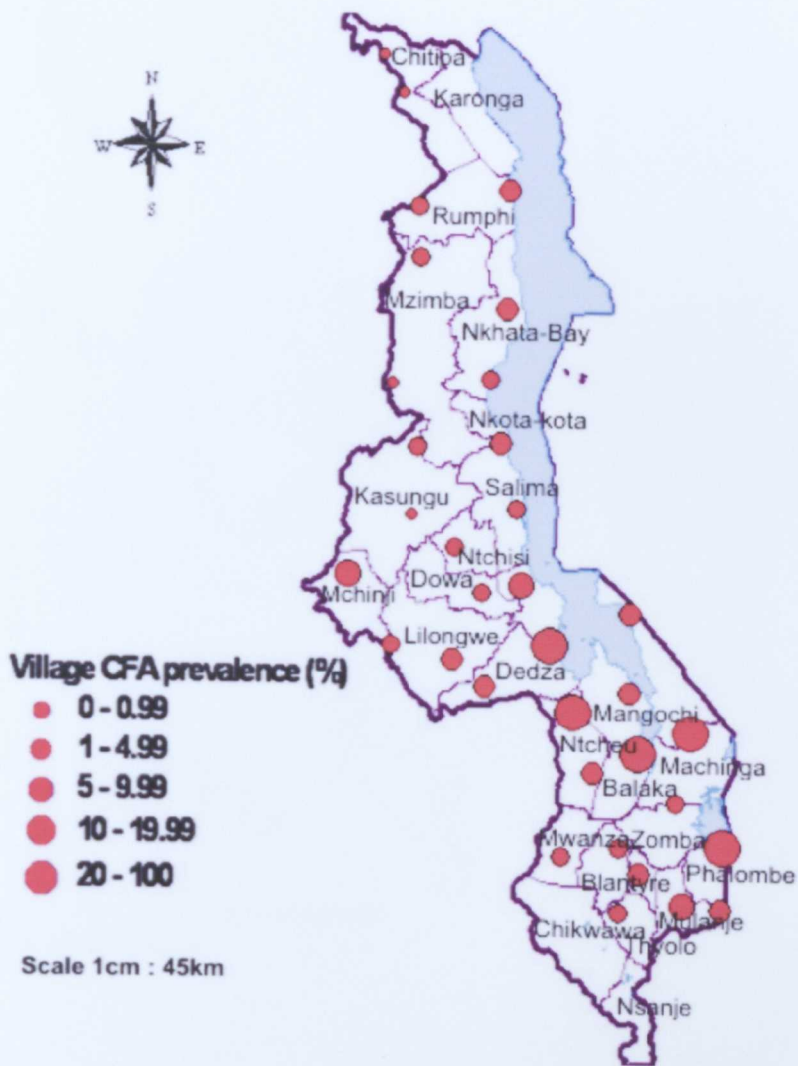 Chitipa
Karonga
N
W E
S
Rumphi
Mzimba
Nkhata-Bay
Nkota-kota
Salima
Kasungu
Ntchisi
Dowa
Mchinji
Lilongwe
Dedza
Village CFA prevalence (%)
0 - 0.99
1 - 4.99
5 - 9.99
10 - 19.99
20 - 100
Mangochi
Ntcheu
Machinga
Balaka
Mwanza Zomba
Phalombe
Blantyre
Mulanje
Chikwawa
Thyolo
Scale 1cm : 45km
Nsanje